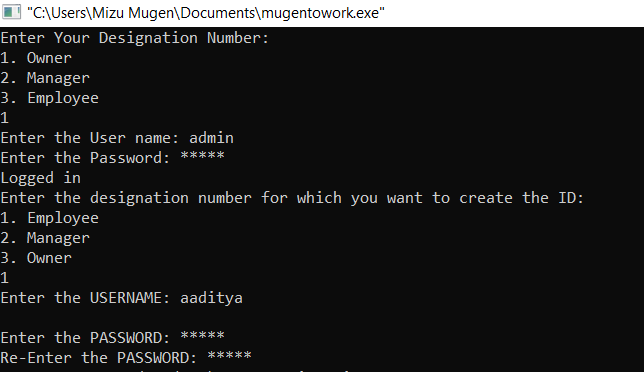 "C:\Users\Mizu Mugen\Documents\mugentowork.exe"
Enter Your Designation Number:
1. Owner
2. Manager
3. Employee
1
Enter the User name: admin
Enter the Password: *****
Logged in
Enter the designation number for which you want to create the ID:
1. Employee
2. Manager
3. Owner
1
Enter the USERNAME: aaditya
Enter the PASSWORD: *****
Re-Enter the PASSWORD: *****